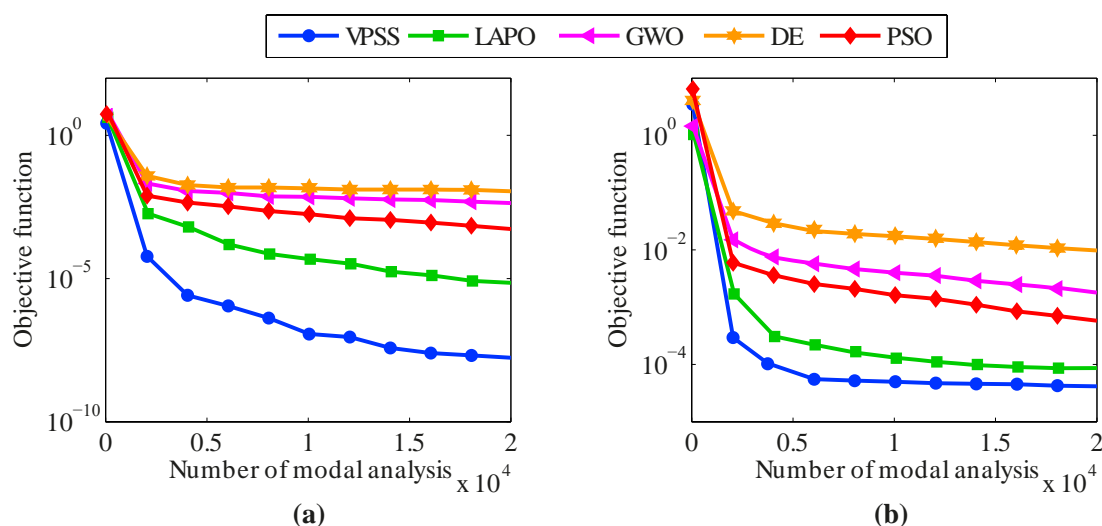 VPSS LAPO GWO DE PSO
Objective function
10^0
10^-5
10^-10
0 0.5 1 1.5 2
Number of modal analysis x 10^4
(a)
Objective function
10^0
10^-2
10^-4
0 0.5 1 1.5 2
Number of modal analysis x 10^4
(b)